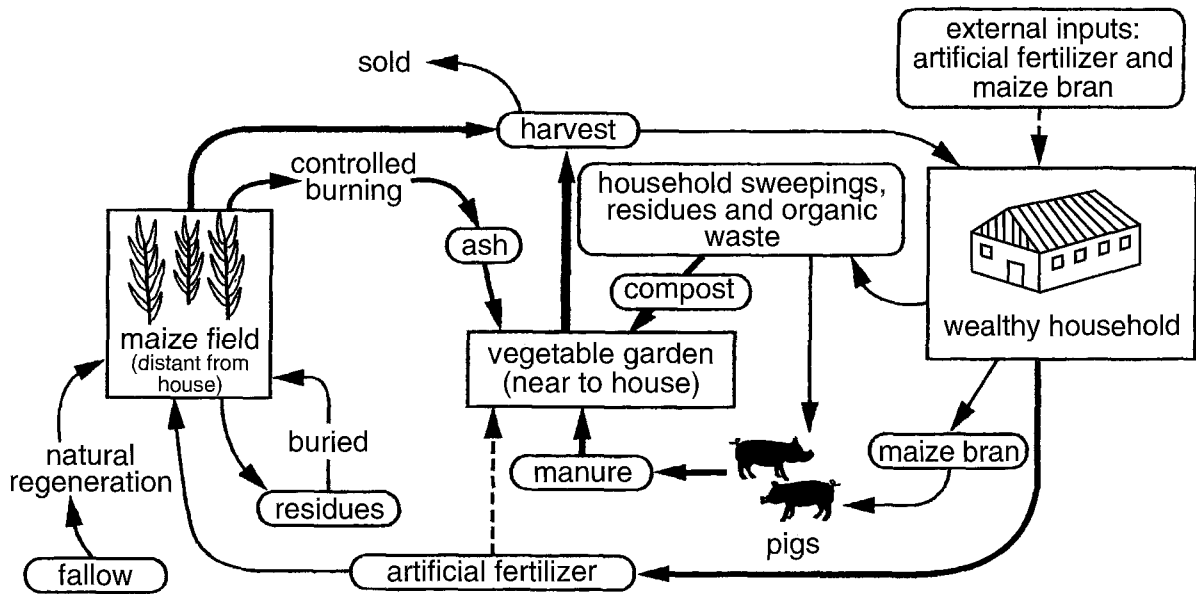 external inputs:
artificial fertilizer and
maize bran
sold
harvest
controlled
burning
household sweepings,
residues and organic
waste
ash
compost
wealthy household
maize field
(distant from
house)
vegetable garden
(near to house)
buried
natural
regeneration
manure
maize bran
residues
pigs
fallow
artificial fertilizer